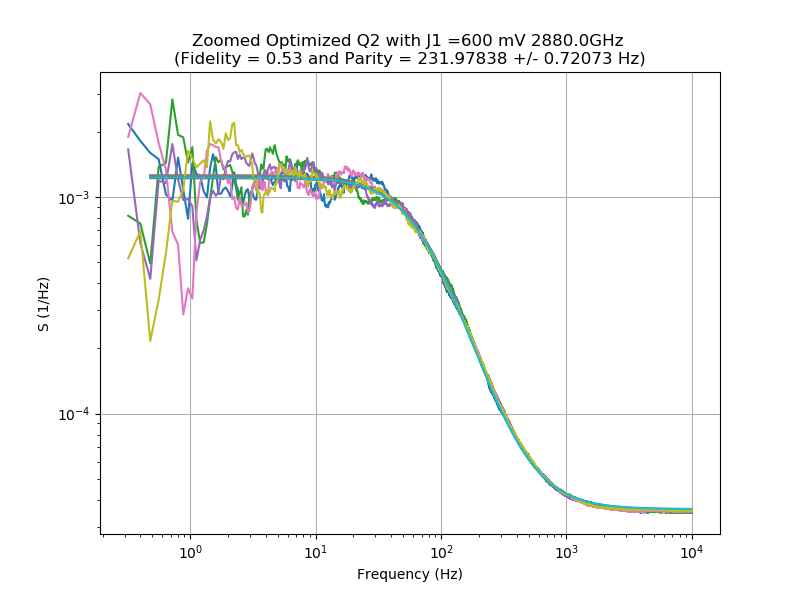 Zoomed Optimized Q2 with J1 =600 mV 2880.0GHz
(Fidelity = 0.53 and Parity = 231.97838 +/- 0.72073 Hz)
S (1/Hz)
10⁻³
10⁻⁴
10⁰ 10¹ 10² 10³ 10⁴
Frequency (Hz)